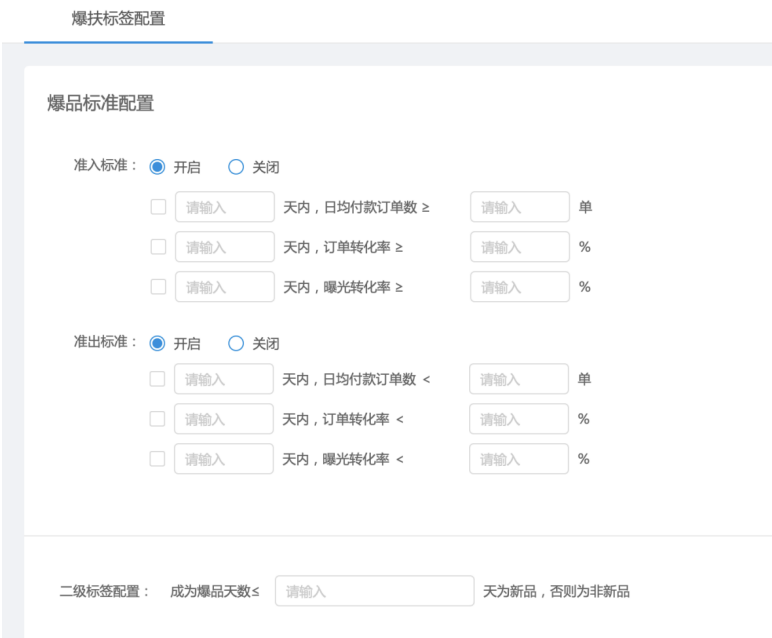 爆扶标签配置
爆品标准配置
准入标准： 开启 关闭
请输入 天内，日均付款订单数 ≥ 请输入 单
请输入 天内，订单转化率 ≥ 请输入 %
请输入 天内，曝光转化率 ≥ 请输入 %
准出标准： 开启 关闭
请输入 天内，日均付款订单数 < 请输入 单
请输入 天内，订单转化率 < 请输入 %
请输入 天内，曝光转化率 < 请输入 %
二级标签配置： 成为爆品天数≤ 请输入 天为新品，否则为非新品